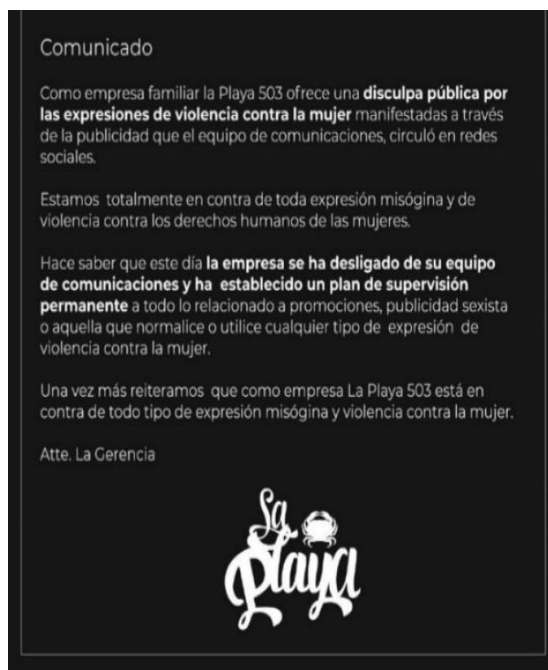 Comunicado
Como empresa familiar la Playa 503 ofrece una disculpa pública por
las expresiones de violencia contra la mujer manifestadas a través
de la publicidad que el equipo de comunicaciones, circuló en redes
sociales.
Estamos totalmente en contra de toda expresión misógina y de
violencia contra los derechos humanos de las mujeres.
Hace saber que este día la empresa se ha desligado de su equipo
de comunicaciones y ha establecido un plan de supervisión
permanente a todo lo relacionado a promociones, publicidad sexista
o aquella que normalice o utilice cualquier tipo de expresión de
violencia contra la mujer.
Una vez más reiteramos que como empresa La Playa 503 está en
contra de todo tipo de expresión misógina y violencia contra la mujer.
Atte. La Gerencia
La
Playa